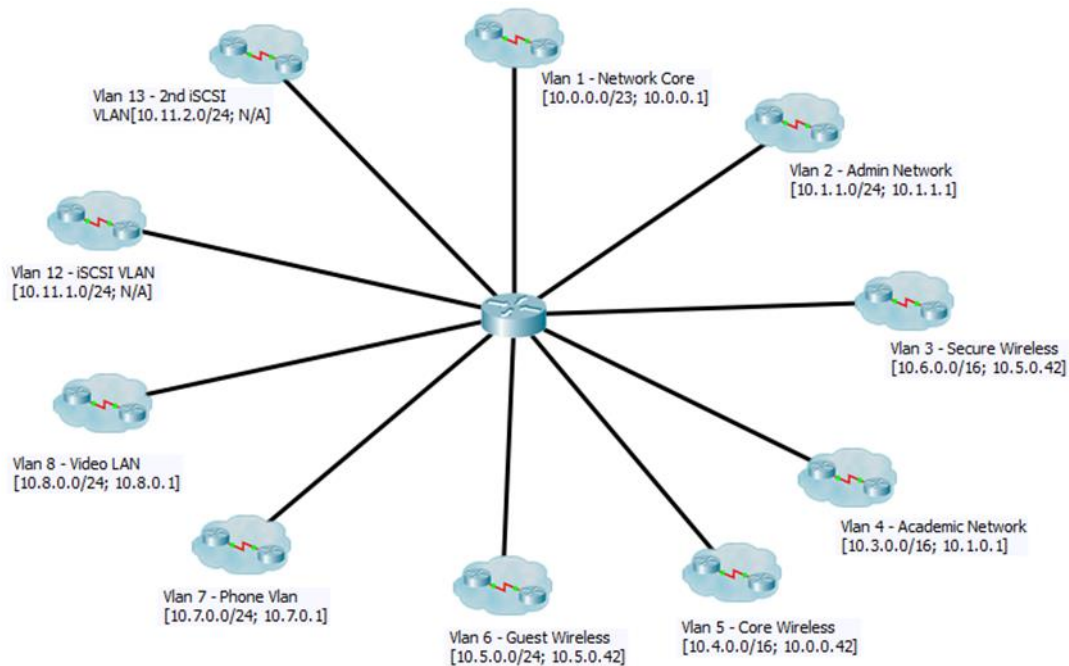 Vlan 1 - Network Core
[10.0.0.0/23; 10.0.0.1]
Vlan 2 - Admin Network
[10.1.1.0/24; 10.1.1.1]
Vlan 3 - Secure Wireless
[10.6.0.0/16; 10.5.0.42]
Vlan 4 - Academic Network
[10.3.0.0/16; 10.1.0.1]
Vlan 5 - Core Wireless
[10.4.0.0/16; 10.0.0.42]
Vlan 6 - Guest Wireless
[10.5.0.0/24; 10.5.0.42]
Vlan 7 - Phone Vlan
[10.7.0.0/24; 10.7.0.1]
Vlan 8 - Video LAN
[10.8.0.0/24; 10.8.0.1]
Vlan 12 - iSCSI VLAN
[10.11.1.0/24; N/A]
Vlan 13 - 2nd iSCSI
VLAN[10.11.2.0/24; N/A]